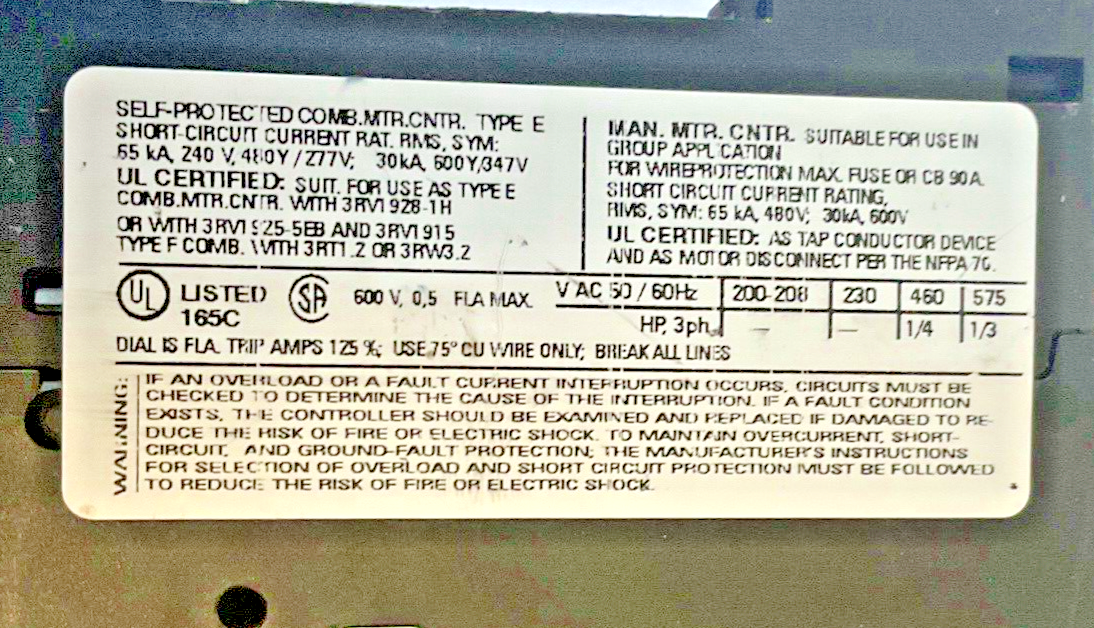 SELF-PROTECTED COMB.MTR.CNTR. TYPE E
SHORT-CIRCUIT CURRENT RAT. RMS, SYM:
65 kA, 240 V, 480Y/277V; 30kA, 600Y/347V
UL CERTIFIED: SUIT. FOR USE AS TYPE E
COMB.MTR.CNTR. WITH 3RV1928-1H
OR WITH 3RV1925-5EB AND 3RV1915
TYPE F COMB. WITH 3RT1.2 OR 3RW3.2
MAN. MTR. CNTR. SUITABLE FOR USE IN
GROUP APPLICATION
FOR WIREPROTECTION MAX. FUSE OR CB 90A
SHORT CIRCUIT CURRENT RATING,
RMS, SYM: 65 kA, 480V; 30kA, 600V
UL CERTIFIED: AS TAP CONDUCTOR DEVICE
AND AS MOTOR DISCONNECT PER THE NFPA 70.
UL LISTED
165C
SA 600 V, 0,5 FLA MAX.
V AC 50 / 60Hz 200-208 230 460 575
HP, 3ph. — — 1/4 1/3
DIAL IS FLA. TRIP AMPS 125 %; USE 75° CU WIRE ONLY; BREAK ALL LINES
WARNING:
IF AN OVERLOAD OR A FAULT CURRENT INTERRUPTION OCCURS, CIRCUITS MUST BE
CHECKED TO DETERMINE THE CAUSE OF THE INTERRUPTION. IF A FAULT CONDITION
EXISTS, THE CONTROLLER SHOULD BE EXAMINED AND REPLACED IF DAMAGED TO RE-
DUCE THE RISK OF FIRE OR ELECTRIC SHOCK. TO MAINTAIN OVERCURRENT, SHORT-
CIRCUIT, AND GROUND-FAULT PROTECTION; THE MANUFACTURER'S INSTRUCTIONS
FOR SELECTION OF OVERLOAD AND SHORT CIRCUIT PROTECTION MUST BE FOLLOWED
TO REDUCE THE RISK OF FIRE OR ELECTRIC SHOCK.